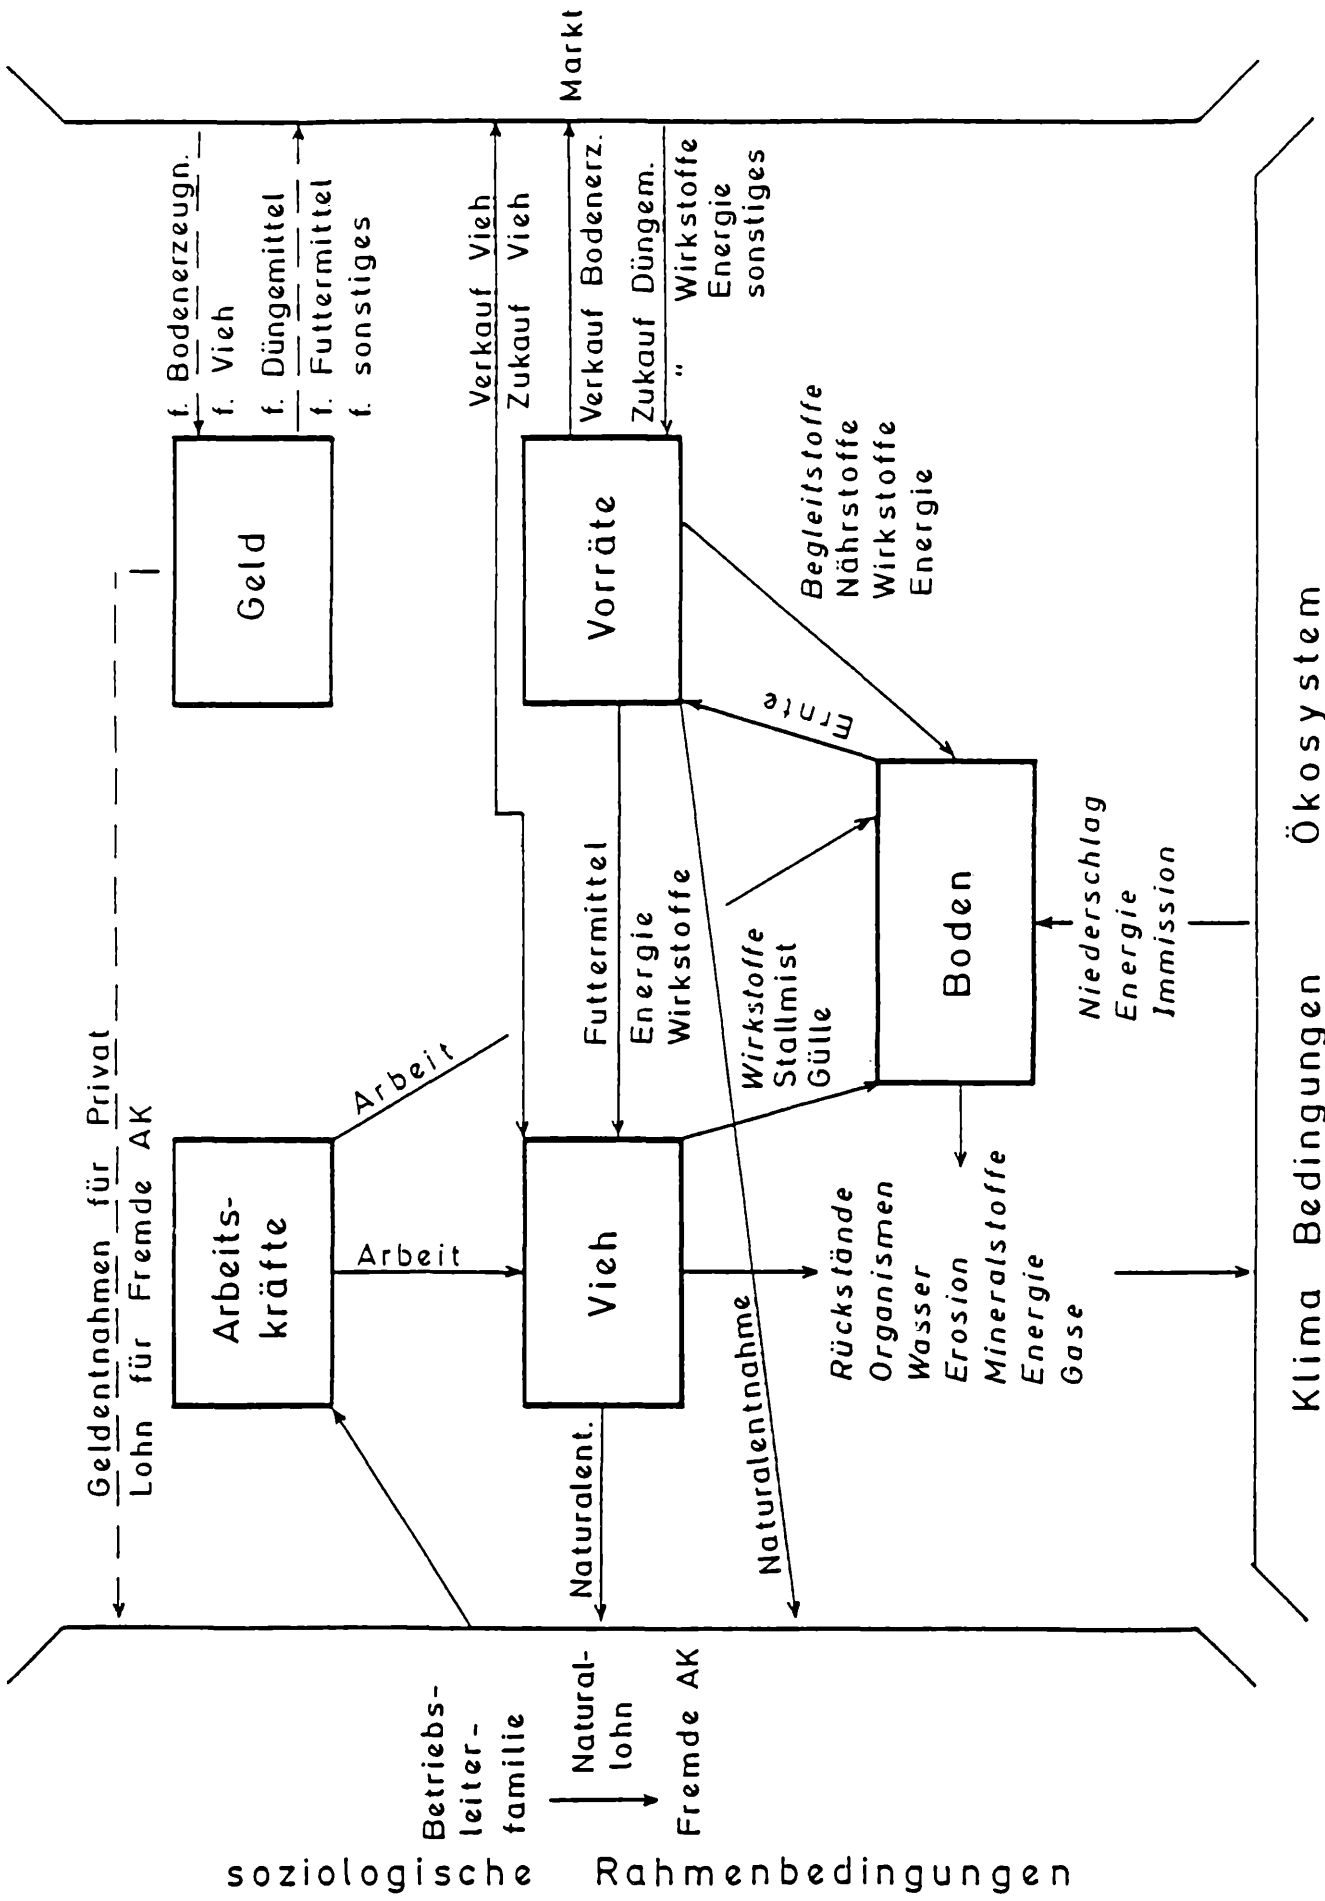 soziologische Rahmenbedingungen
Betriebs-
leiter-
familie
Natural-
lohn
Fremde AK
Geldentnahmen für Privat
Lohn für Fremde AK
Arbeits-
kräfte
Arbeit
Arbeit
Geld
f. Bodenerzeugn.
f. Vieh
f. Düngemittel
f. Futtermittel
f. sonstiges
Verkauf Vieh
Zukauf Vieh
Markt
Naturalent.
Vieh
Futtermittel
Energie
Wirkstoffe
Vorräte
Verkauf Bodenerz.
Zukauf Düngem.
" Wirkstoffe
Energie
sonstiges
Naturalentnahme
Wirkstoffe
Stallmist
Gülle
Ernte
Begleitstoffe
Nährstoffe
Wirkstoffe
Energie
Rückstände
Organismen
Wasser
Erosion
Mineralstoffe
Energie
Gase
Boden
Niederschlag
Energie
Immission
Klima Bedingungen Ökosystem